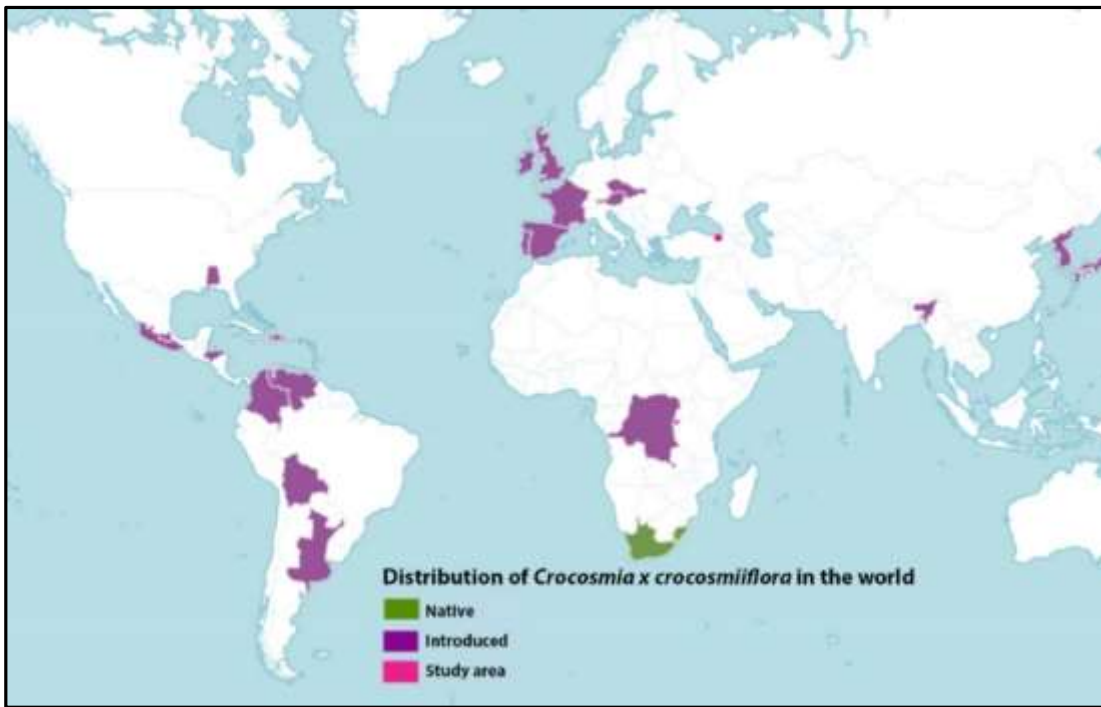 Distribution of Crocosmia x crocosmiiflora in the world
Native
Introduced
Study area